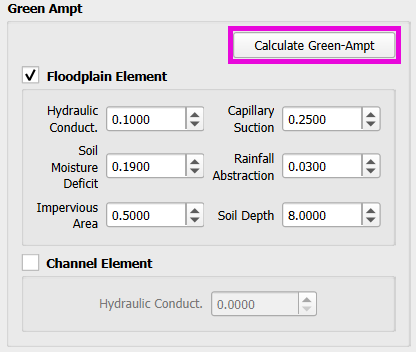 Green Ampt
Calculate Green-Ampt
Floodplain Element
Hydraulic
Conduct.
0.1000
Capillary
Suction
0.2500
Soil
Moisture
Deficit
0.1900
Rainfall
Abstraction
0.0300
Impervious
Area
0.5000
Soil Depth
8.0000
Channel Element
Hydraulic Conduct.
0.0000